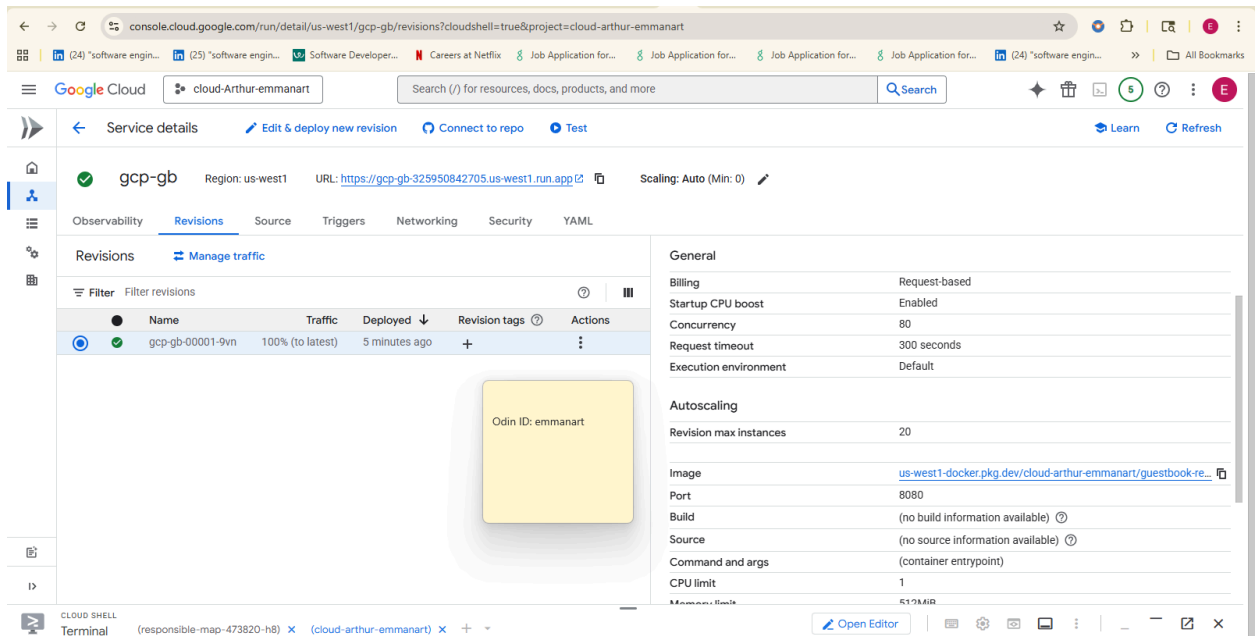 console.cloud.google.com/run/detail/us-west1/gcp-gb/revisions?cloudshell=true&project=cloud-arthur-emmanart
E
(24) "software engin...
(25) "software engin...
Software Developer...
Careers at Netflix
Job Application for...
Job Application for...
Job Application for...
Job Application for...
(24) "software engin...
All Bookmarks
Google Cloud
cloud-Arthur-emmanart
Search (/) for resources, docs, products, and more
Search
5
E
Service details
Edit & deploy new revision
Connect to repo
Test
Learn
Refresh
gcp-gb
Region: us-west1
URL: https://gcp-gb-325950842705.us-west1.run.app
Scaling: Auto (Min: 0)
Observability
Revisions
Source
Triggers
Networking
Security
YAML
Revisions
Manage traffic
Filter
Filter revisions
Name Traffic Deployed Revision tags Actions
gcp-gb-00001-9vn 100% (to latest) 5 minutes ago
Odin ID: emmanart
General
Billing Request-based
Startup CPU boost Enabled
Concurrency 80
Request timeout 300 seconds
Execution environment Default
Autoscaling
Revision max instances 20
Image us-west1-docker.pkg.dev/cloud-arthur-emmanart/guestbook-re...
Port 8080
Build (no build information available)
Source (no source information available)
Command and args (container entrypoint)
CPU limit 1
Memory limit 512MiB
CLOUD SHELL
Terminal
(responsible-map-473820-h8)
(cloud-arthur-emmanart)
Open Editor